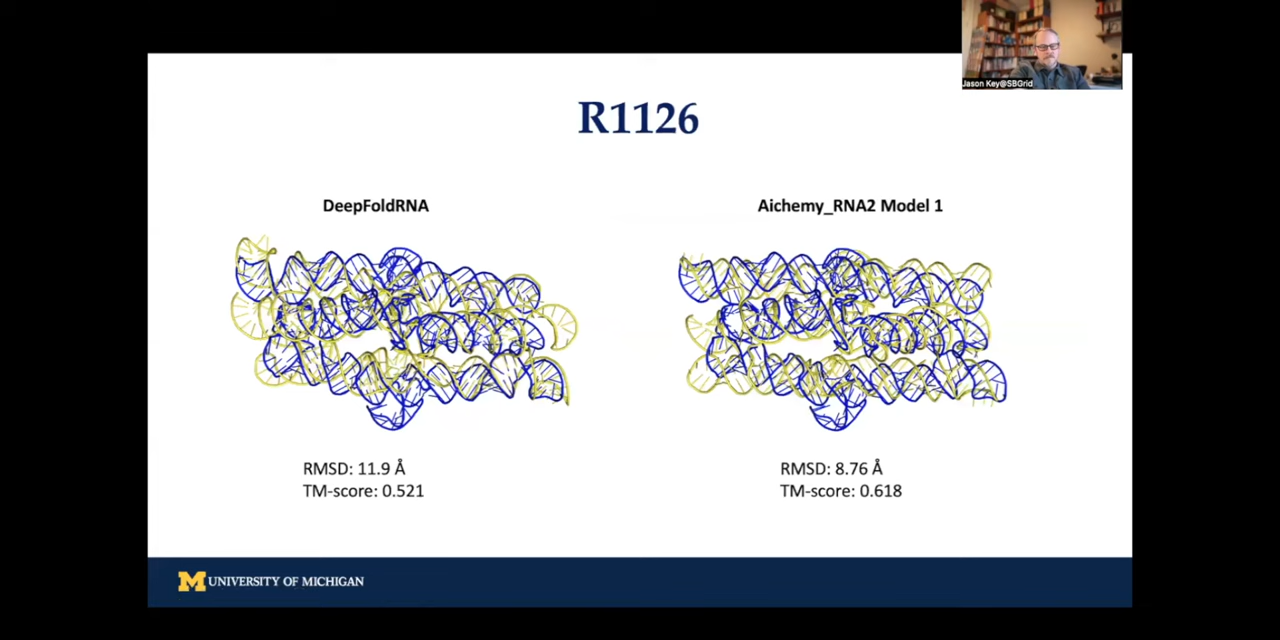 Jason Key@SBGrid
R1126
DeepFoldRNA
Aichemy_RNA2 Model 1
RMSD: 11.9 Å
TM-score: 0.521
RMSD: 8.76 Å
TM-score: 0.618
M UNIVERSITY OF MICHIGAN